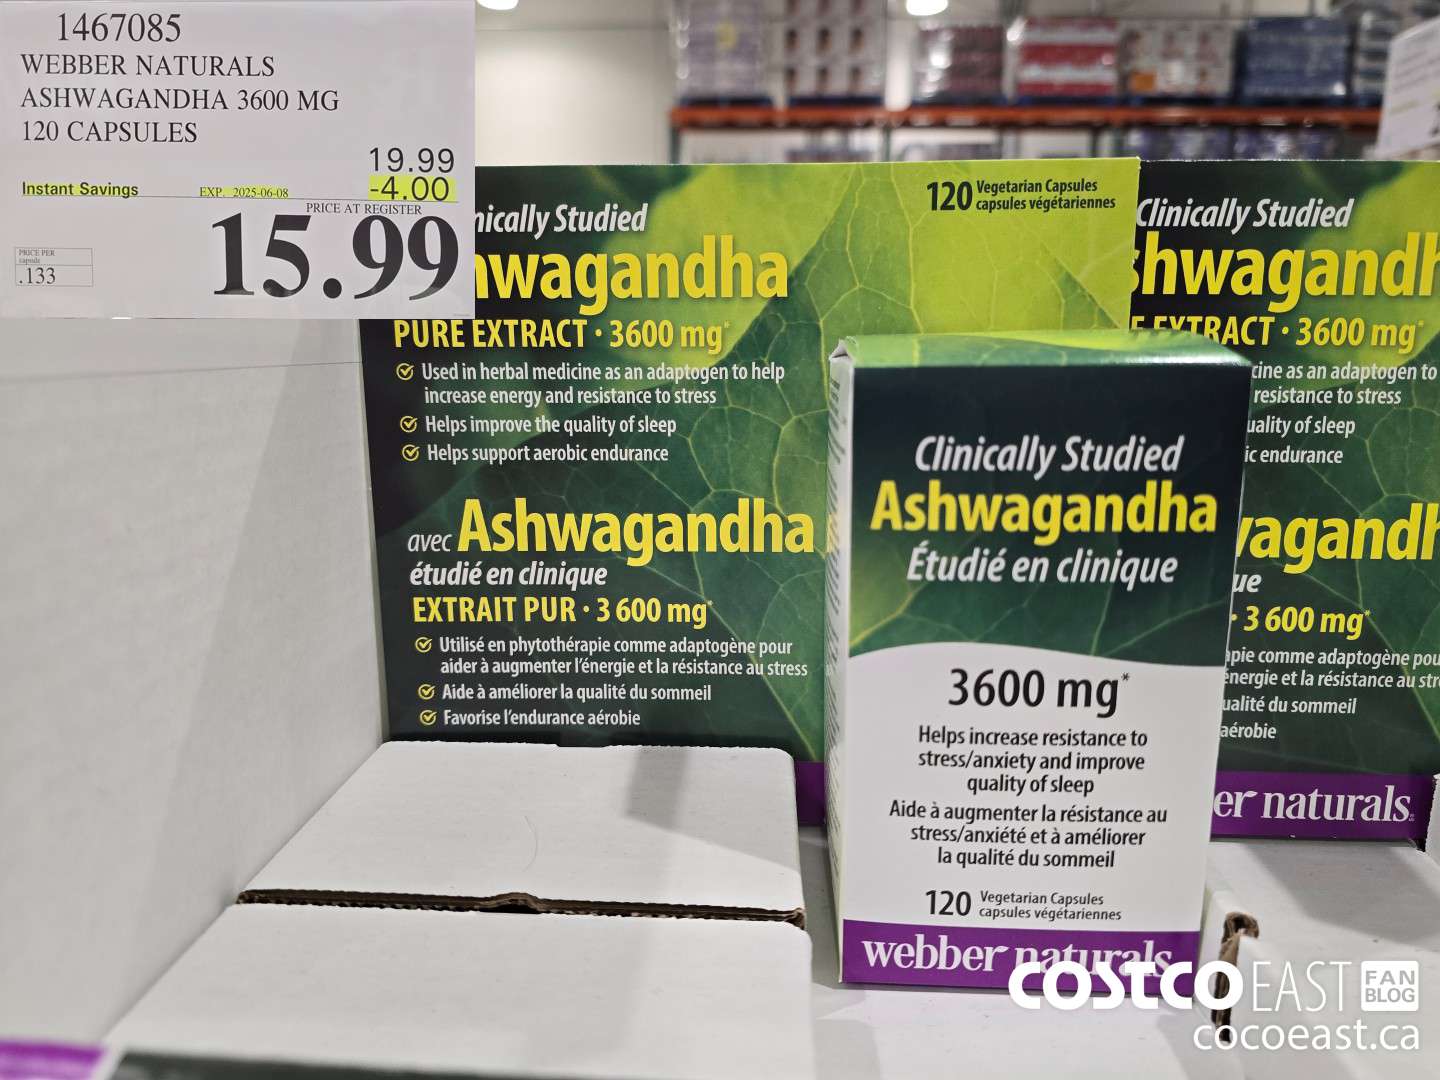 1467085
WEBBER NATURALS
ASHWAGANDHA 3600 MG
120 CAPSULES
19.99
Instant Savings EXP. 2025-06-08 -4.00
PRICE AT REGISTER
15.99
PRICE PER
capsule
.133
120 Vegetarian Capsules
capsules végétariennes
nically Studied
hwagandha
PURE EXTRACT · 3600 mg*
Used in herbal medicine as an adaptogen to help
increase energy and resistance to stress
Helps improve the quality of sleep
Helps support aerobic endurance
avec Ashwagandha
étudié en clinique
EXTRAIT PUR · 3 600 mg*
Utilisé en phytothérapie comme adaptogène pour
aider à augmenter l'énergie et la résistance au stress
Aide à améliorer la qualité du sommeil
Favorise l'endurance aérobie
Clinically Studied
Ashwagandha
Étudié en clinique
3600 mg*
Helps increase resistance to
stress/anxiety and improve
quality of sleep
Aide à augmenter la résistance au
stress/anxiété et à améliorer
la qualité du sommeil
120 Vegetarian Capsules
capsules végétariennes
webber naturals
Clinically Studied
shwagandh
E EXTRACT · 3600 mg*
cine as an adaptogen to
resistance to stress
uality of sleep
ic endurance
vagandh
ue
· 3 600 mg*
pie comme adaptogène pou
énergie et la résistance au str
ualité du sommeil
aérobie
er naturals
COSTCO EAST FAN
BLOG
cocoeast.ca